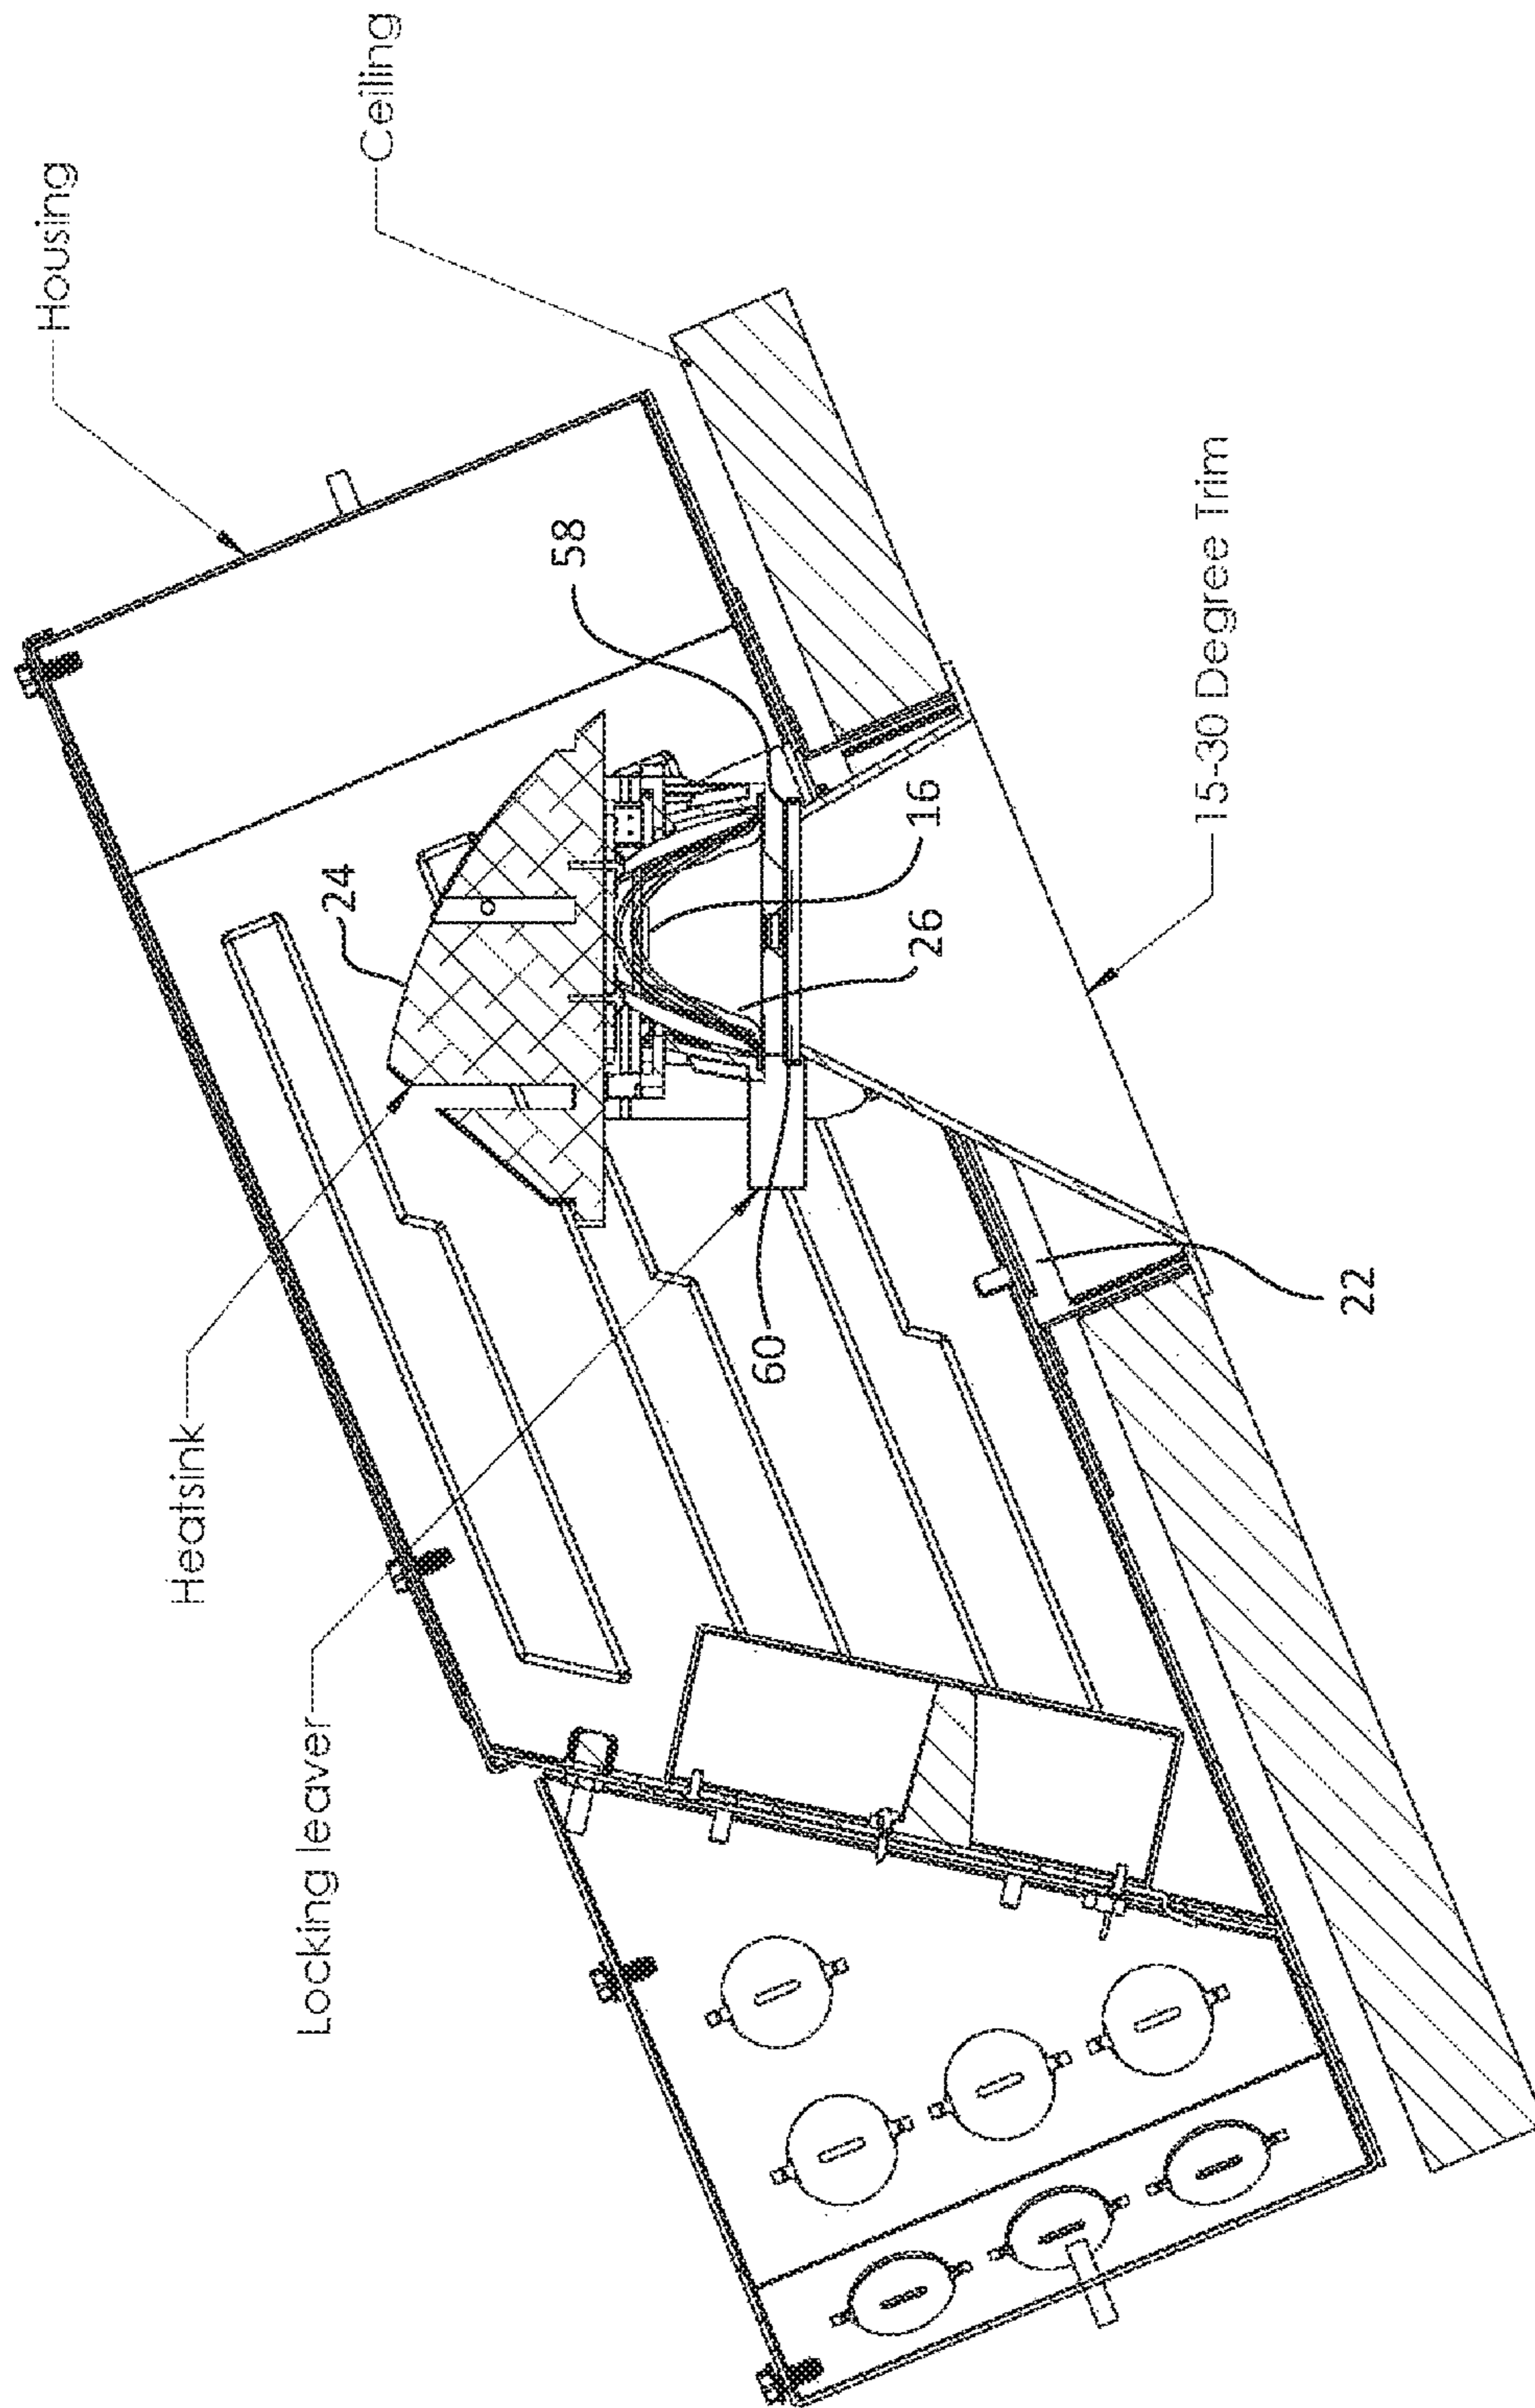 Housing
Ceiling
58
24
16
26
15-30 Degree Trim
Heatsink
60
22
Locking leaver